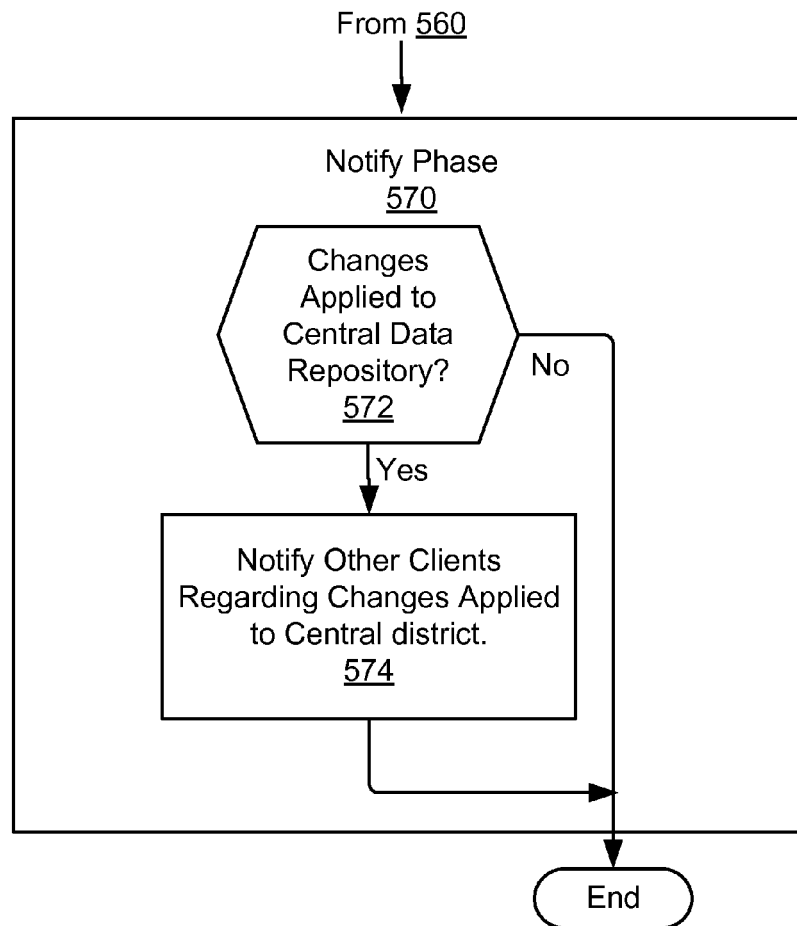 From 560
Notify Phase
570
Changes
Applied to
Central Data
Repository?
572
No
Yes
Notify Other Clients
Regarding Changes Applied
to Central district.
574
End